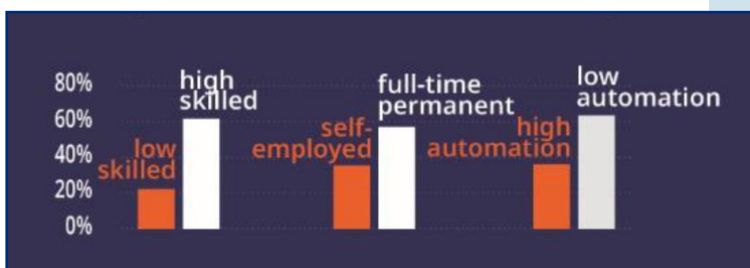 80%
60%
40%
20%
0%
low
skilled
high
skilled
self-
employed
full-time
permanent
high
automation
low
automation